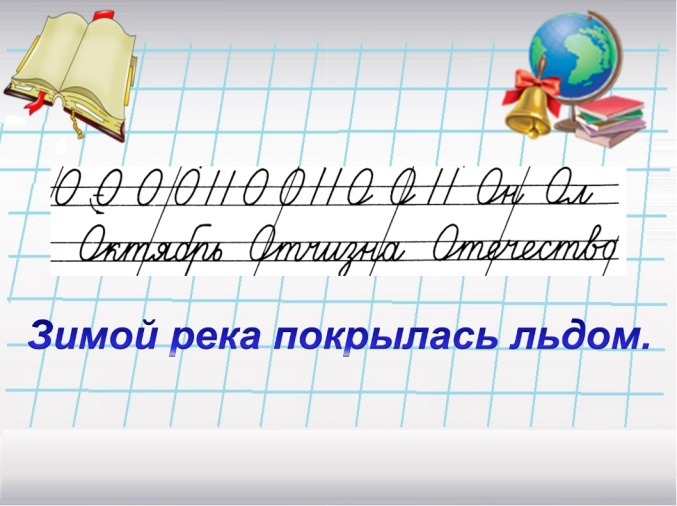 О О О О // О О // О О // Он Ол
Октябрь Отчизна Отечество
Зимой река покрылась льдом.